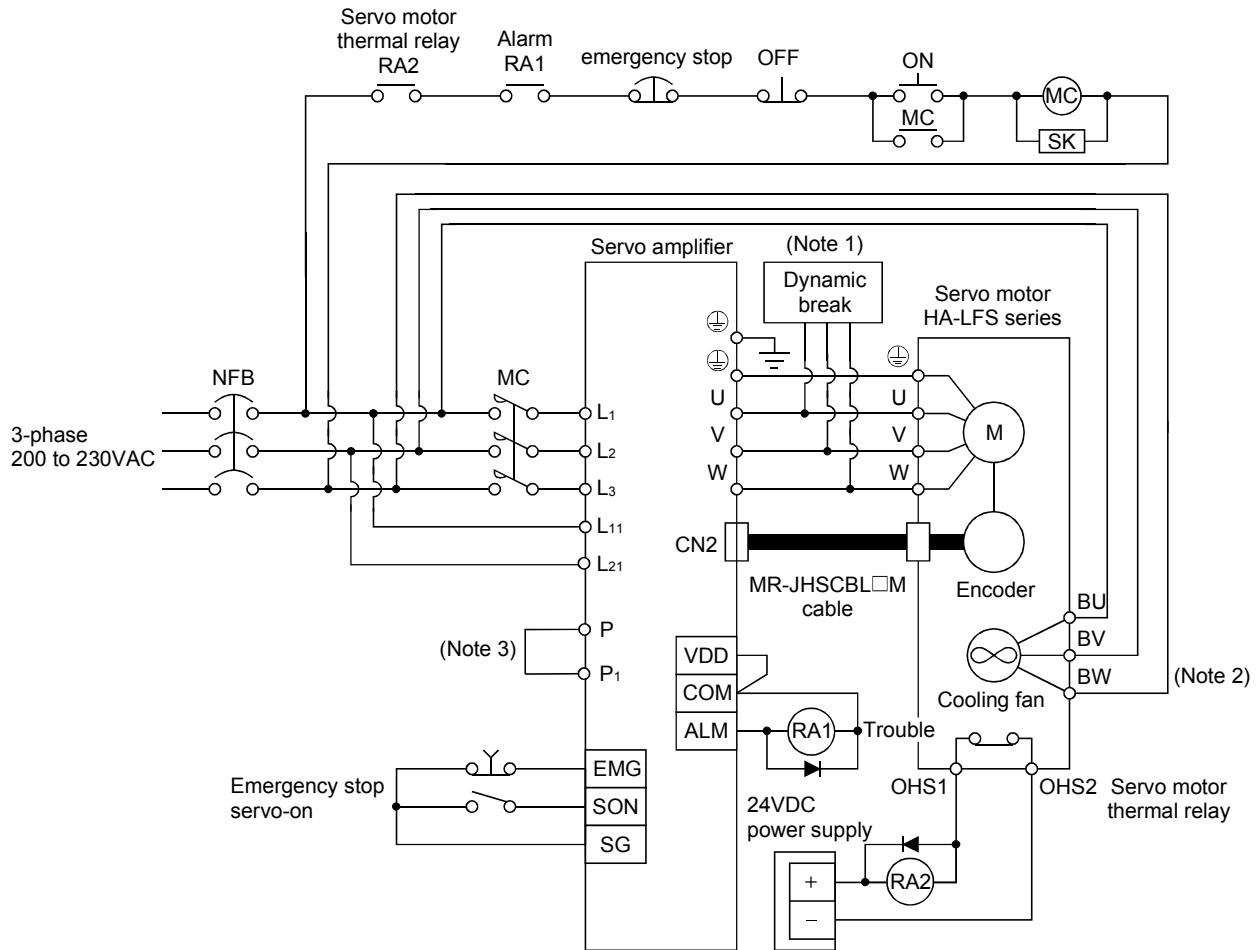 Servo motor
thermal relay
RA2
Alarm
RA1
emergency stop
OFF
ON
MC
MC
SK
Servo amplifier
(Note 1)
Dynamic
break
Servo motor
HA-LFS series
NFB
MC
3-phase
200 to 230VAC
L1
L2
L3
L11
L21
U
V
W
U
V
W
M
CN2
MR-JHSCBL□M
cable
Encoder
BU
BV
BW
(Note 2)
Cooling fan
(Note 3)
P
P1
VDD
COM
ALM
RA1
Trouble
Emergency stop
servo-on
EMG
SON
SG
OHS1
OHS2
Servo motor
thermal relay
24VDC
power supply
+
−
RA2